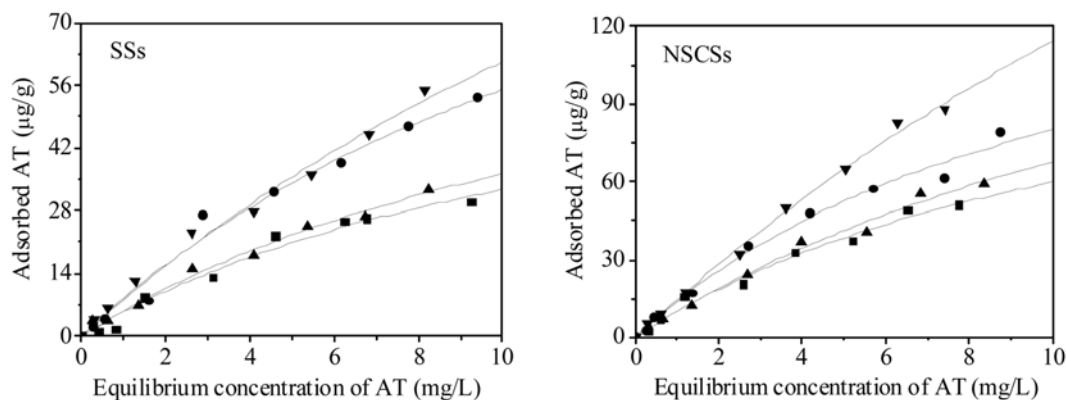 SSs
Adsorbed AT (μg/g)
70
56
42
28
14
0
0 2 4 6 8 10
Equilibrium concentration of AT (mg/L)
NSCSs
Adsorbed AT (μg/g)
120
90
60
30
0
0 2 4 6 8 10
Equilibrium concentration of AT (mg/L)